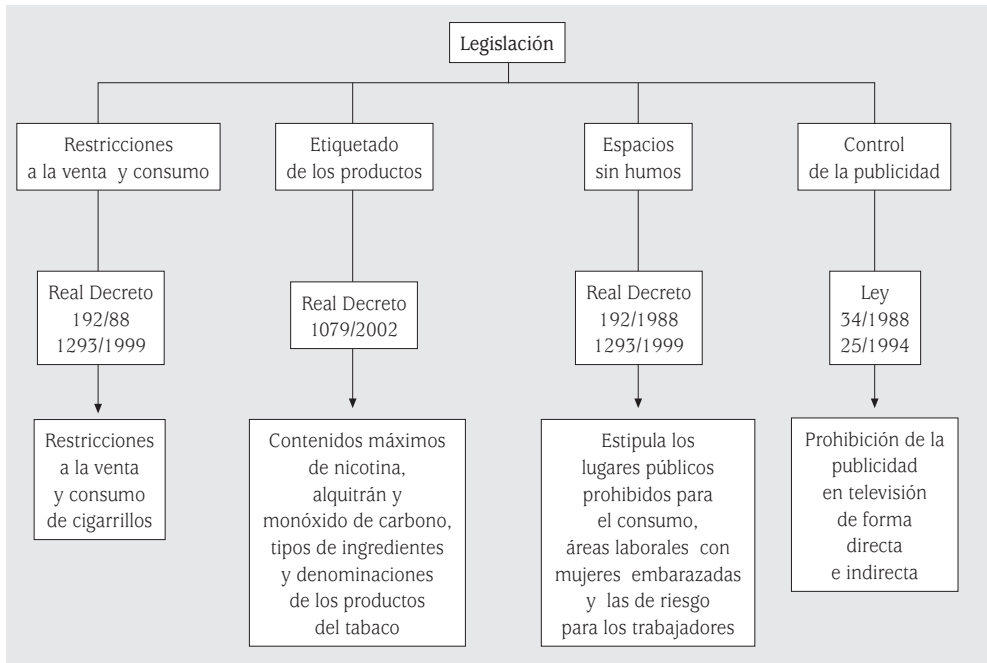 Legislación
Restricciones
a la venta y consumo
Etiquetado
de los productos
Espacios
sin humos
Control
de la publicidad
Real Decreto
192/88
1293/1999
Real Decreto
1079/2002
Real Decreto
192/1988
1293/1999
Ley
34/1988
25/1994
Restricciones
a la venta
y consumo
de cigarrillos
Contenidos máximos
de nicotina,
alquitrán y
monóxido de carbono,
tipos de ingredientes
y denominaciones
de los productos
del tabaco
Estipula los
lugares públicos
prohibidos para
el consumo,
áreas laborales con
mujeres embarazadas
y las de riesgo
para los trabajadores
Prohibición de la
publicidad
en televisión
de forma
directa
e indirecta